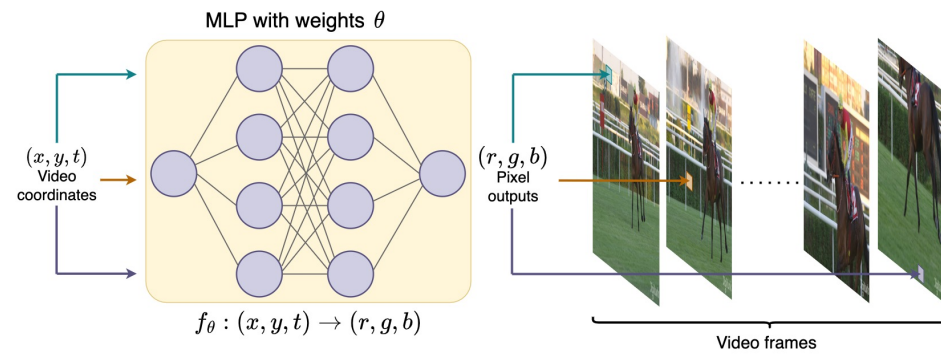 MLP with weights θ
(x, y, t)
Video
coordinates
f_θ : (x, y, t) → (r, g, b)
(r, g, b)
Pixel
outputs
........
Video frames